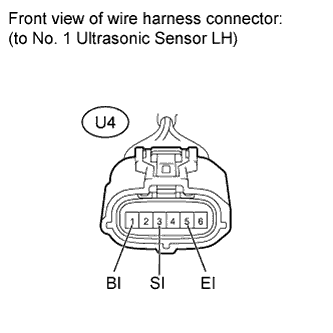 Front view of wire harness connector:
(to No. 1 Ultrasonic Sensor LH)
U4
1 2 3 4 5 6
BI SI EI